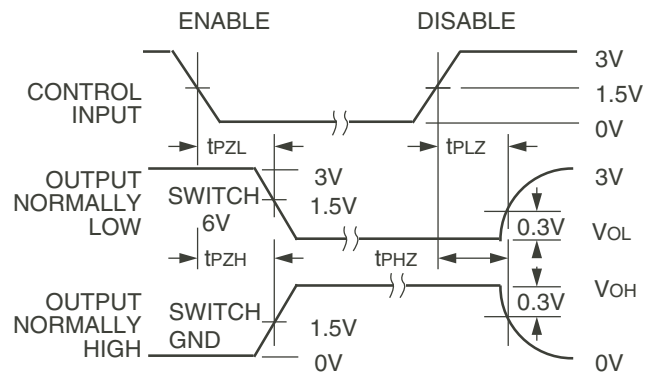 ENABLE DISABLE
3V
CONTROL
INPUT
1.5V
0V
tPZL tPLZ
OUTPUT
NORMALLY
LOW
SWITCH
6V
3V
1.5V
3V
0.3V
VOL
tPZH tPHZ
OUTPUT
NORMALLY
HIGH
SWITCH
GND
1.5V
0V
VOH
0.3V
0V